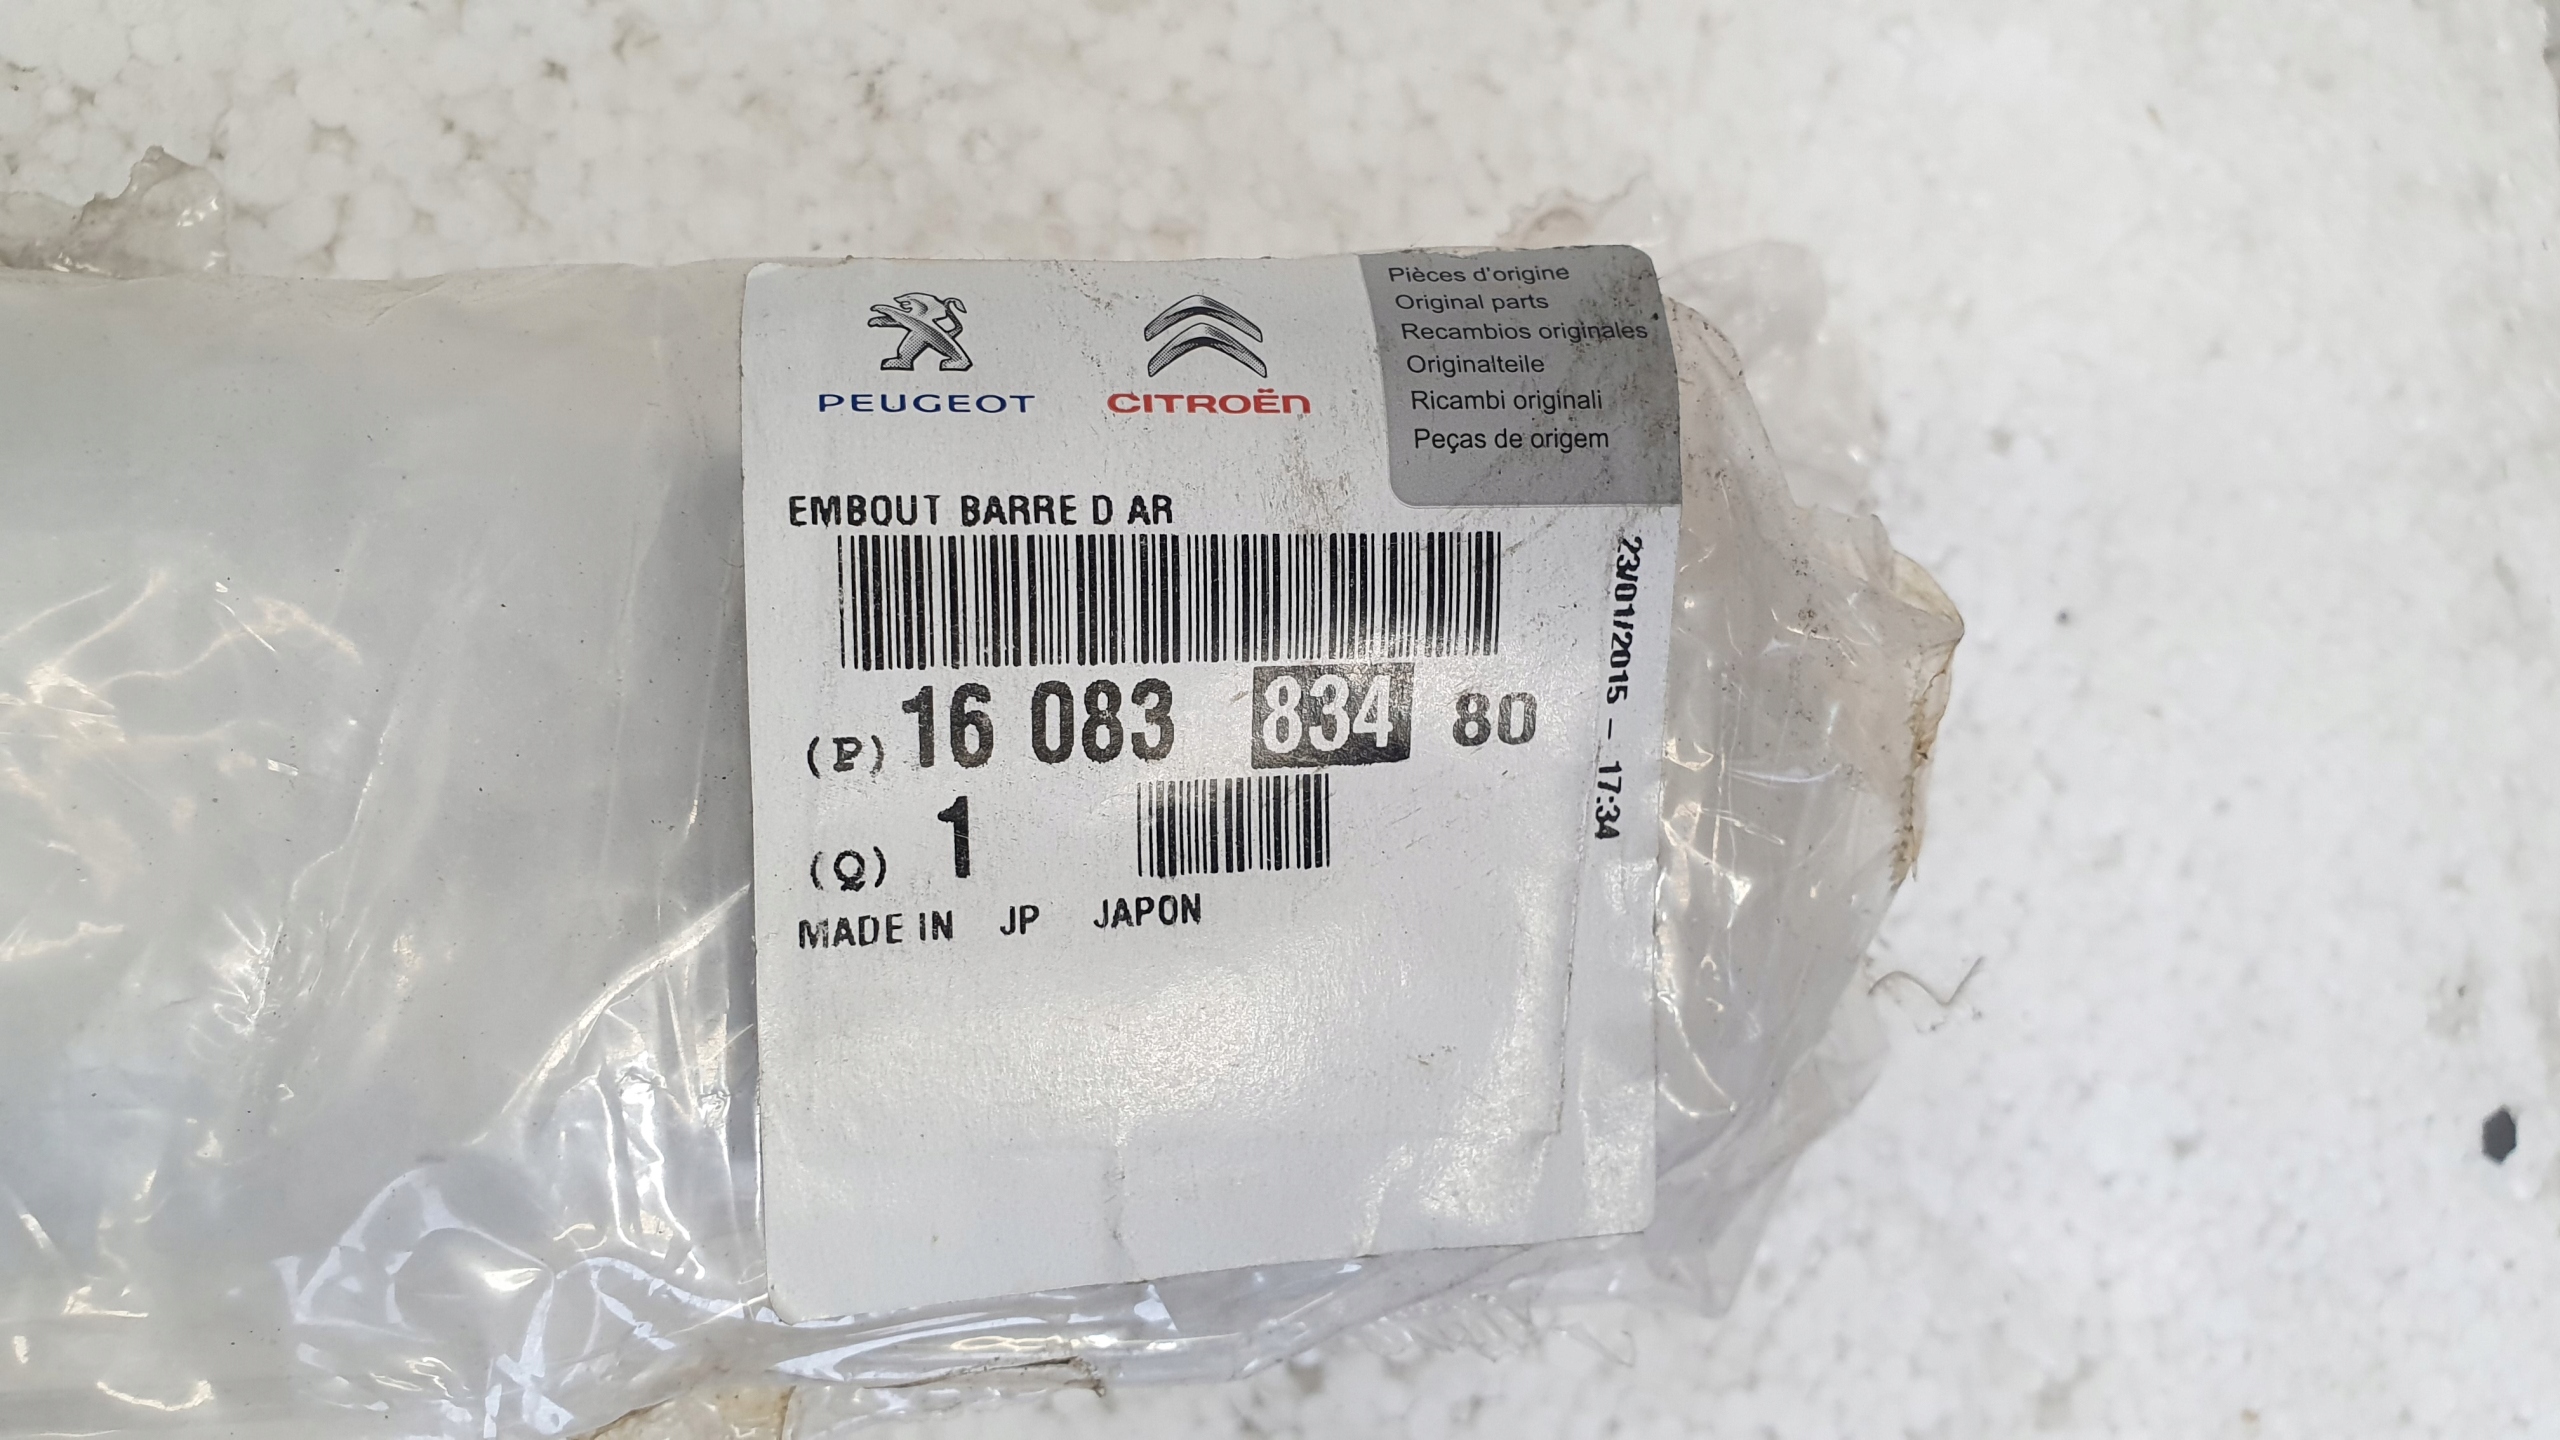 PEUGEOT CITROËN
Pièces d'origine
Original parts
Recambios originales
Originalteile
Ricambi originali
Peças de origem
EMBOUT BARRE D AR
(P) 16 083 834 80
(Q) 1
MADE IN JP JAPON
23/01/2015 - 17:34